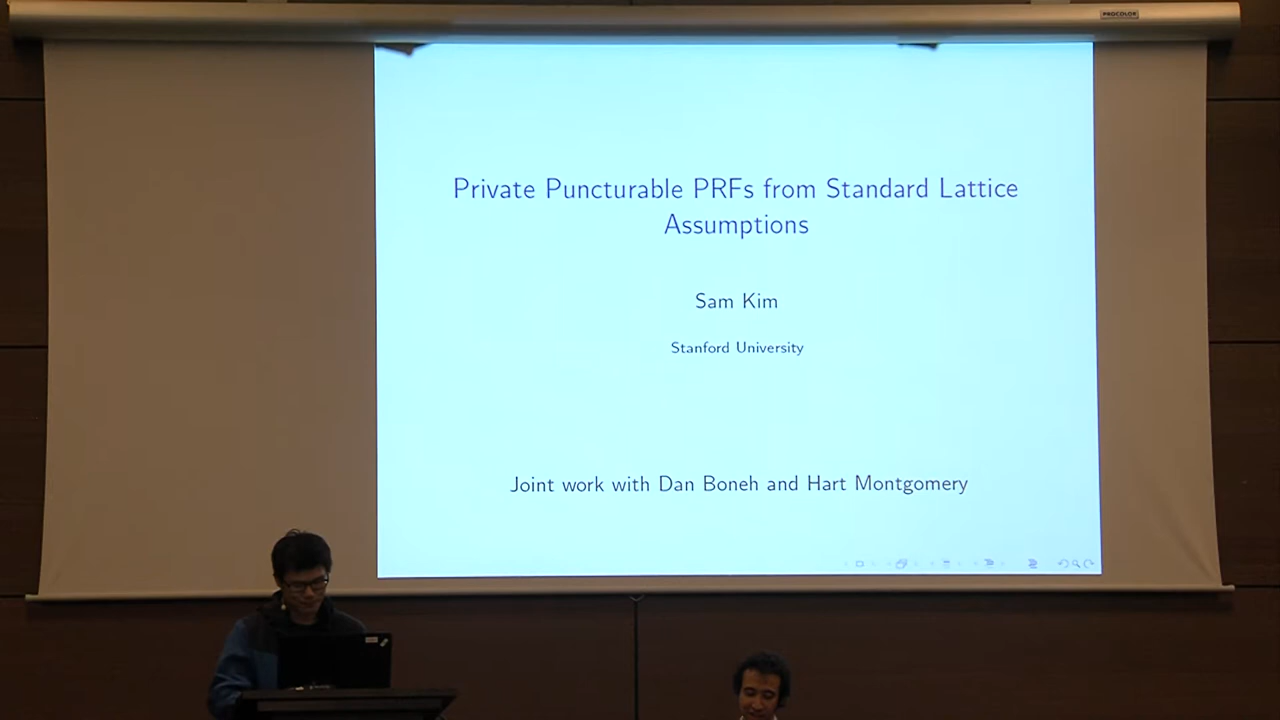 PROCOLOR
Private Puncturable PRFs from Standard Lattice
Assumptions
Sam Kim
Stanford University
Joint work with Dan Boneh and Hart Montgomery